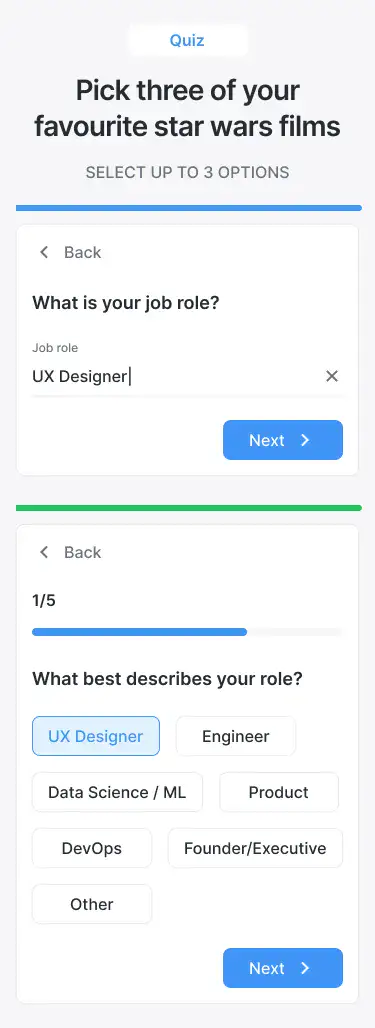 Quiz
Pick three of your
favourite star wars films
SELECT UP TO 3 OPTIONS
Back
What is your job role?
Job role
UX Designer
Next
Back
1/5
What best describes your role?
UX Designer
Engineer
Data Science / ML
Product
DevOps
Founder/Executive
Other
Next